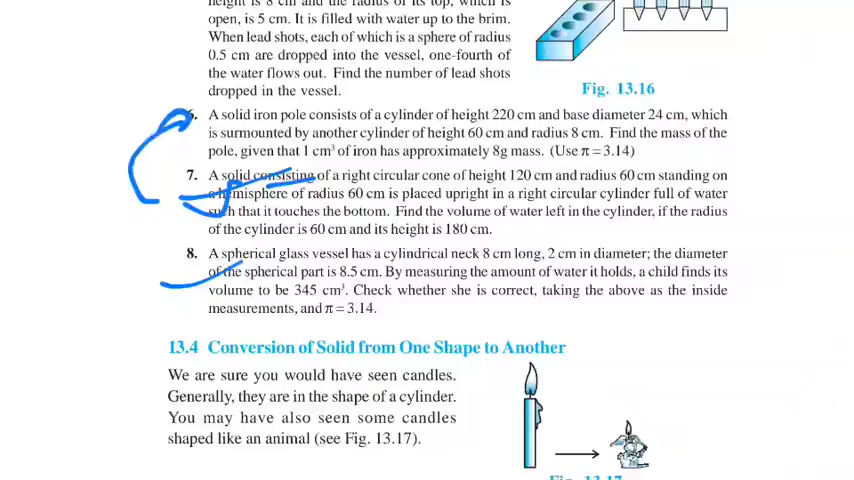 height is 8 cm and the radius of its top, which is
open, is 5 cm. It is filled with water up to the brim.
When lead shots, each of which is a sphere of radius
0.5 cm are dropped into the vessel, one-fourth of
the water flows out. Find the number of lead shots
dropped in the vessel.
Fig. 13.16
6. A solid iron pole consists of a cylinder of height 220 cm and base diameter 24 cm, which
is surmounted by another cylinder of height 60 cm and radius 8 cm. Find the mass of the
pole, given that 1 cm³ of iron has approximately 8g mass. (Use π = 3.14)
7. A solid consisting of a right circular cone of height 120 cm and radius 60 cm standing on
a hemisphere of radius 60 cm is placed upright in a right circular cylinder full of water
such that it touches the bottom. Find the volume of water left in the cylinder, if the radius
of the cylinder is 60 cm and its height is 180 cm.
8. A spherical glass vessel has a cylindrical neck 8 cm long, 2 cm in diameter; the diameter
of the spherical part is 8.5 cm. By measuring the amount of water it holds, a child finds its
volume to be 345 cm³. Check whether she is correct, taking the above as the inside
measurements, and π = 3.14.
13.4 Conversion of Solid from One Shape to Another
We are sure you would have seen candles.
Generally, they are in the shape of a cylinder.
You may have also seen some candles
shaped like an animal (see Fig. 13.17).
Fig. 13.17